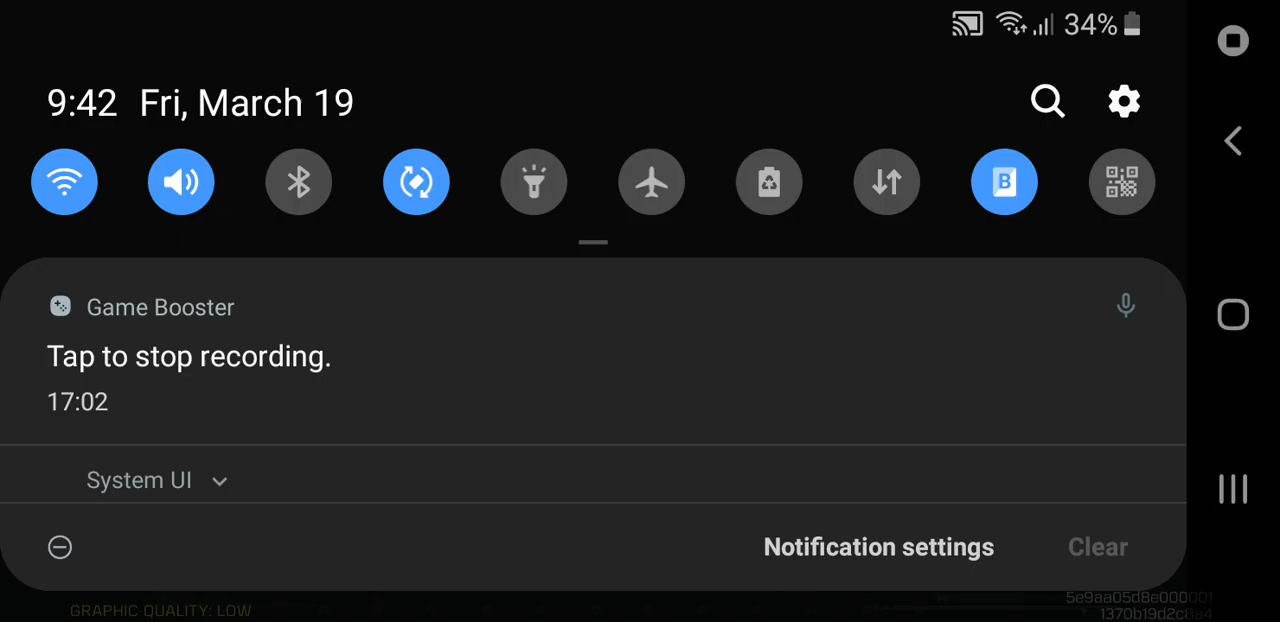 34%
9:42 Fri, March 19
B
Game Booster
Tap to stop recording.
17:02
System UI
Notification settings
Clear
GRAPHIC QUALITY: LOW
5e9aa05d8e000001